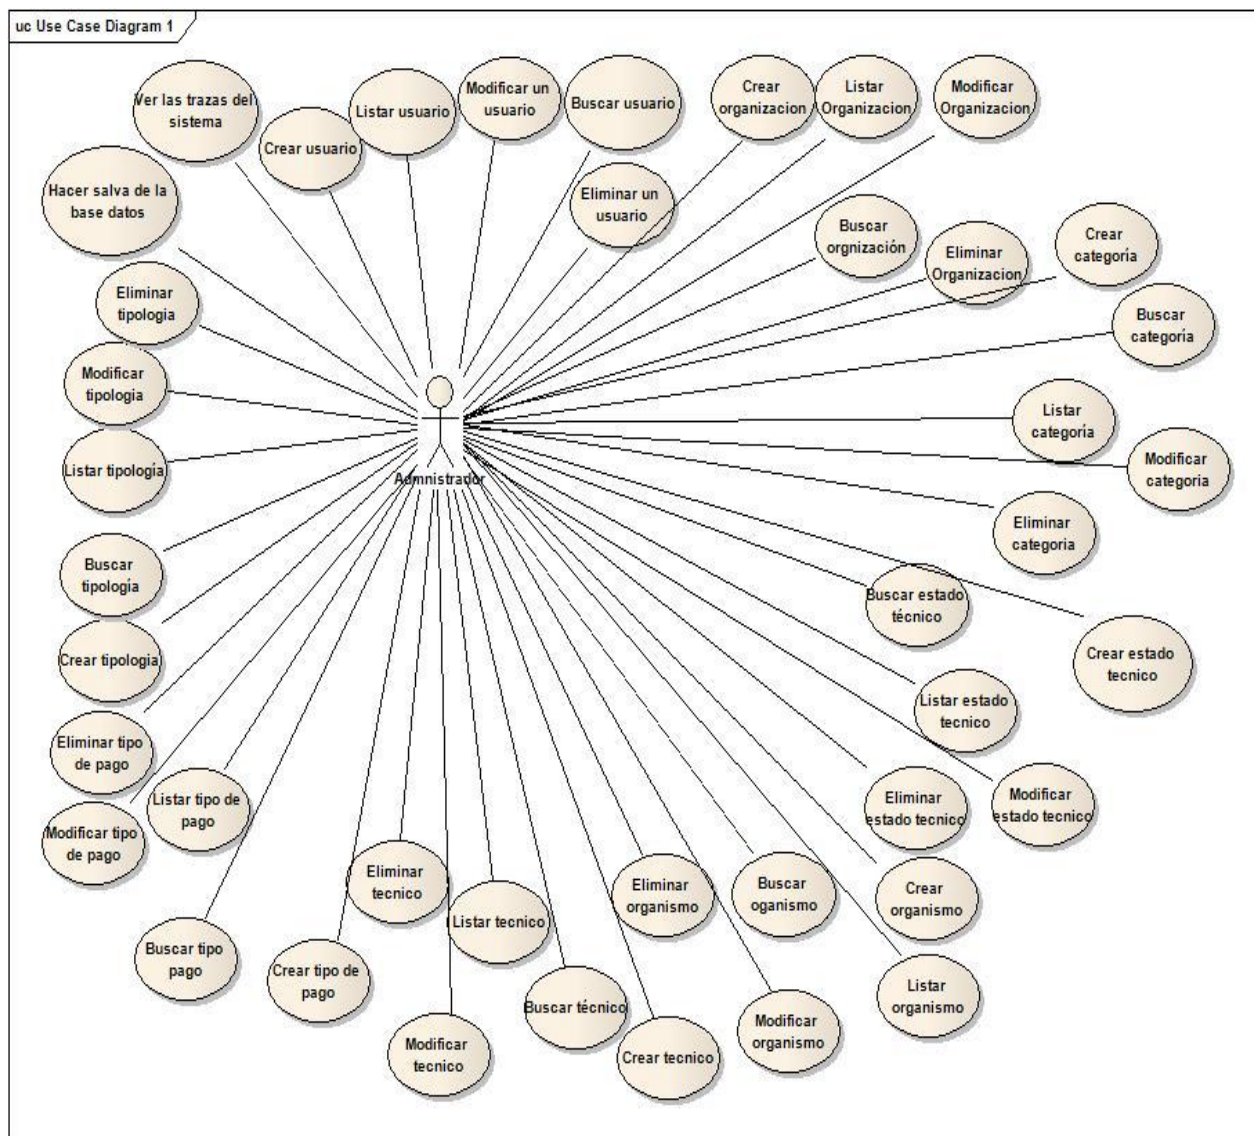 uc Use Case Diagram 1
Ver las trazas del
sistema
Crear usuario
Listar usuario
Modificar un
usuario
Buscar usuario
Eliminar un
usuario
Crear
organizacion
Listar
Organizacion
Modificar
Organizacion
Buscar
orgnización
Eliminar
Organizacion
Crear
categoría
Buscar
categoría
Listar
categoría
Modificar
categoria
Eliminar
categoria
Hacer salva de la
base datos
Eliminar
tipologia
Modificar
tipologia
Listar tipología
Buscar
tipología
Crear tipologia
Admnistrador
Buscar estado
técnico
Crear estado
tecnico
Listar estado
tecnico
Modificar
estado tecnico
Eliminar
estado tecnico
Eliminar tipo
de pago
Modificar tipo
de pago
Listar tipo de
pago
Buscar tipo
pago
Crear tipo de
pago
Eliminar
tecnico
Listar tecnico
Modificar
tecnico
Buscar técnico
Crear tecnico
Eliminar
organismo
Buscar
oganismo
Crear
organismo
Listar
organismo
Modificar
organismo